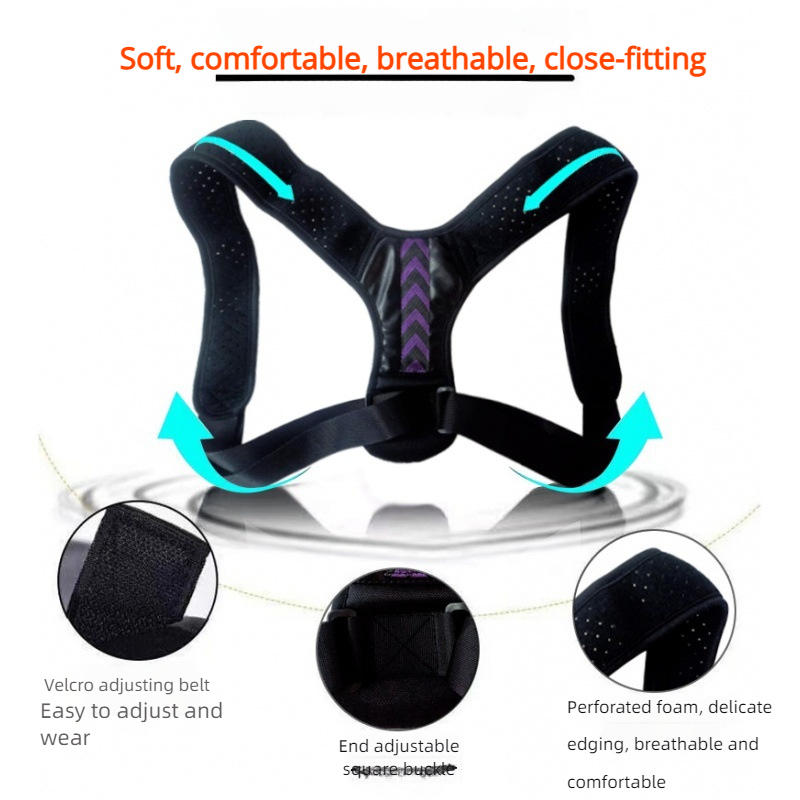 Soft, comfortable, breathable, close-fitting
Velcro adjusting belt
Easy to adjust and
wear
End adjustable
square buckle
Perforated foam, delicate
edging, breathable and
comfortable